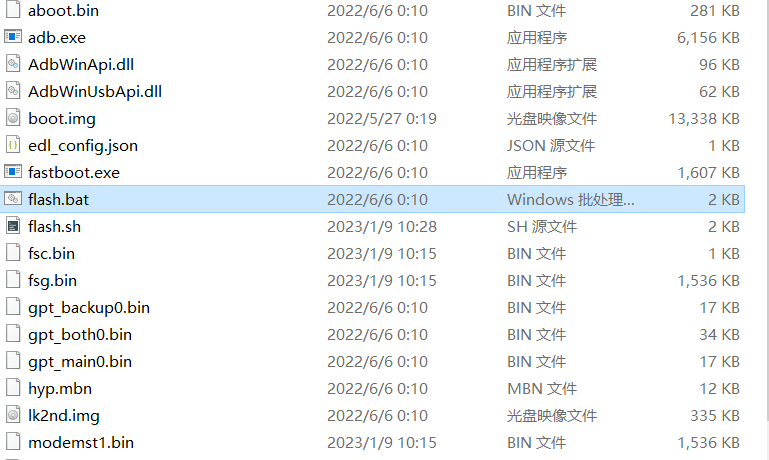 aboot.bin 2022/6/6 0:10 BIN 文件 281 KB
adb.exe 2022/6/6 0:10 应用程序 6,156 KB
AdbWinApi.dll 2022/6/6 0:10 应用程序扩展 96 KB
AdbWinUsbApi.dll 2022/6/6 0:10 应用程序扩展 62 KB
boot.img 2022/5/27 0:19 光盘映像文件 13,338 KB
edl_config.json 2022/6/6 0:10 JSON 源文件 1 KB
fastboot.exe 2022/6/6 0:10 应用程序 1,607 KB
flash.bat 2022/6/6 0:10 Windows 批处理... 2 KB
flash.sh 2023/1/9 10:28 SH 源文件 2 KB
fsc.bin 2023/1/9 10:15 BIN 文件 1 KB
fsg.bin 2023/1/9 10:15 BIN 文件 1,536 KB
gpt_backup0.bin 2022/6/6 0:10 BIN 文件 17 KB
gpt_both0.bin 2022/6/6 0:10 BIN 文件 34 KB
gpt_main0.bin 2022/6/6 0:10 BIN 文件 17 KB
hyp.mbn 2022/6/6 0:10 MBN 文件 12 KB
lk2nd.img 2022/6/6 0:10 光盘映像文件 335 KB
modemst1.bin 2023/1/9 10:15 BIN 文件 1,536 KB